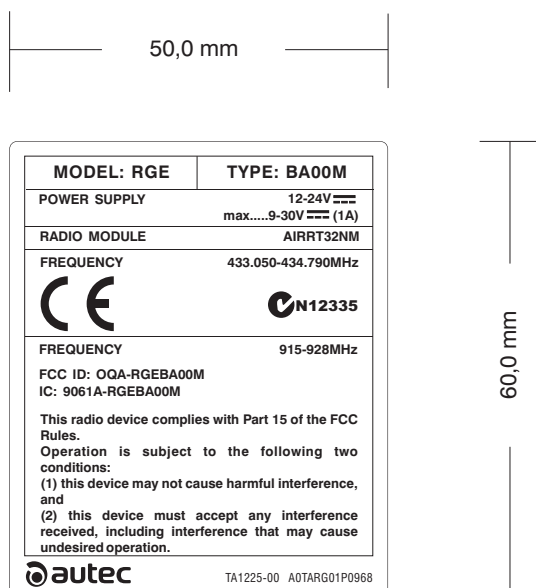 50,0 mm
MODEL: RGE TYPE: BA00M
POWER SUPPLY 12-24V
max.....9-30V (1A)
RADIO MODULE AIRRT32NM
FREQUENCY 433.050-434.790MHz
CE N12335
FREQUENCY 915-928MHz
FCC ID: OQA-RGEBA00M
IC: 9061A-RGEBA00M
This radio device complies with Part 15 of the FCC
Rules.
Operation is subject to the following two
conditions:
(1) this device may not cause harmful interference,
and
(2) this device must accept any interference
received, including interference that may cause
undesired operation.
autec TA1225-00 A0TARG01P0968
60,0 mm